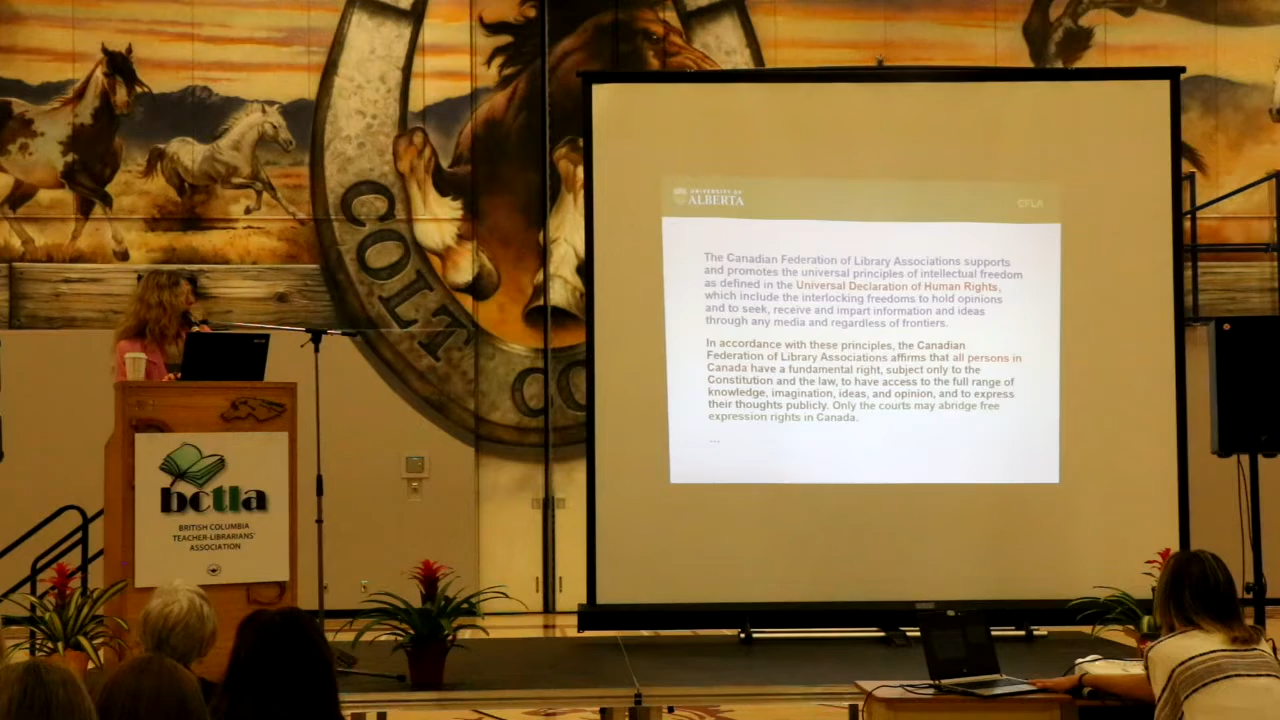 COLT
CO
UNIVERSITY OF
ALBERTA
CFLA
The Canadian Federation of Library Associations supports
and promotes the universal principles of intellectual freedom
as defined in the Universal Declaration of Human Rights,
which include the interlocking freedoms to hold opinions
and to seek, receive and impart information and ideas
through any media and regardless of frontiers.
In accordance with these principles, the Canadian
Federation of Library Associations affirms that all persons in
Canada have a fundamental right, subject only to the
Constitution and the law, to have access to the full range of
knowledge, imagination, ideas, and opinion, and to express
their thoughts publicly. Only the courts may abridge free
expression rights in Canada.
...
bctla
BRITISH COLUMBIA
TEACHER-LIBRARIANS'
ASSOCIATION